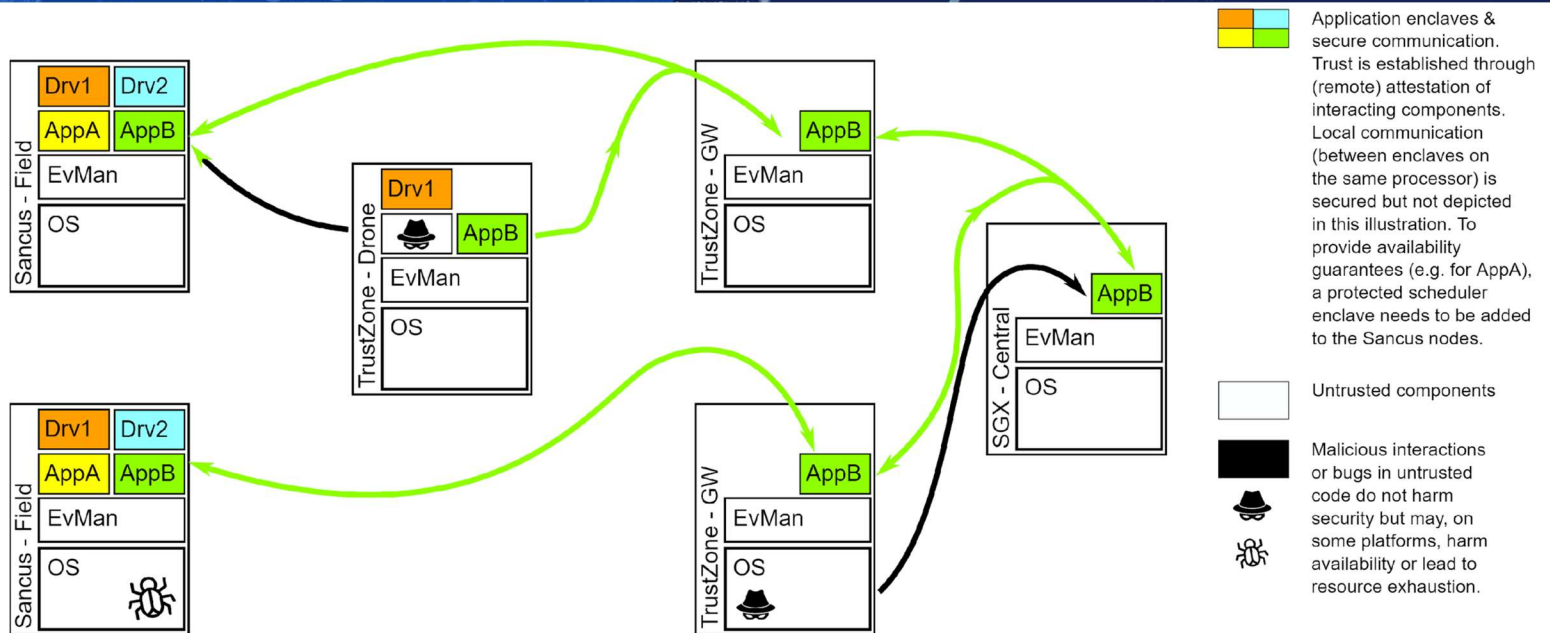 Sancus - Field
Drv1
Drv2
AppA
AppB
EvMan
OS
TrustZone - Drone
Drv1
AppB
EvMan
OS
TrustZone - GW
AppB
EvMan
OS
SGX - Central
AppB
EvMan
OS
Sancus - Field
Drv1
Drv2
AppA
AppB
EvMan
OS
TrustZone - GW
AppB
EvMan
OS
Application enclaves &
secure communication.
Trust is established through
(remote) attestation of
interacting components.
Local communication
(between enclaves on
the same processor) is
secured but not depicted
in this illustration. To
provide availability
guarantees (e.g. for AppA),
a protected scheduler
enclave needs to be added
to the Sancus nodes.
Untrusted components
Malicious interactions
or bugs in untrusted
code do not harm
security but may, on
some platforms, harm
availability or lead to
resource exhaustion.